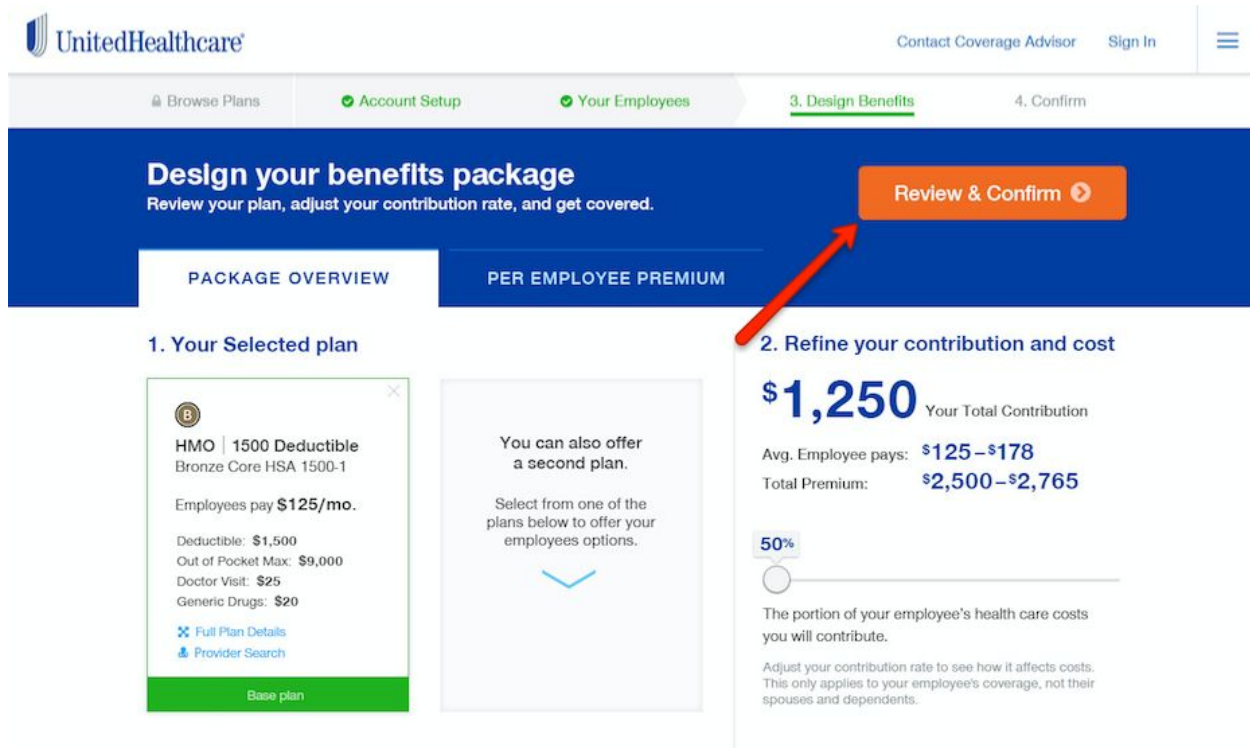 UnitedHealthcare®
Contact Coverage Advisor Sign In
Browse Plans Account Setup Your Employees 3. Design Benefits 4. Confirm
Design your benefits package
Review your plan, adjust your contribution rate, and get covered.
Review & Confirm
PACKAGE OVERVIEW PER EMPLOYEE PREMIUM
1. Your Selected plan
B
HMO | 1500 Deductible
Bronze Core HSA 1500-1
Employees pay $125/mo.
Deductible: $1,500
Out of Pocket Max: $9,000
Doctor Visit: $25
Generic Drugs: $20
Full Plan Details
Provider Search
Base plan
You can also offer
a second plan.
Select from one of the
plans below to offer your
employees options.
2. Refine your contribution and cost
$1,250 Your Total Contribution
Avg. Employee pays: $125–$178
Total Premium: $2,500–$2,765
50%
The portion of your employee's health care costs
you will contribute.
Adjust your contribution rate to see how it affects costs.
This only applies to your employee's coverage, not their
spouses and dependents.